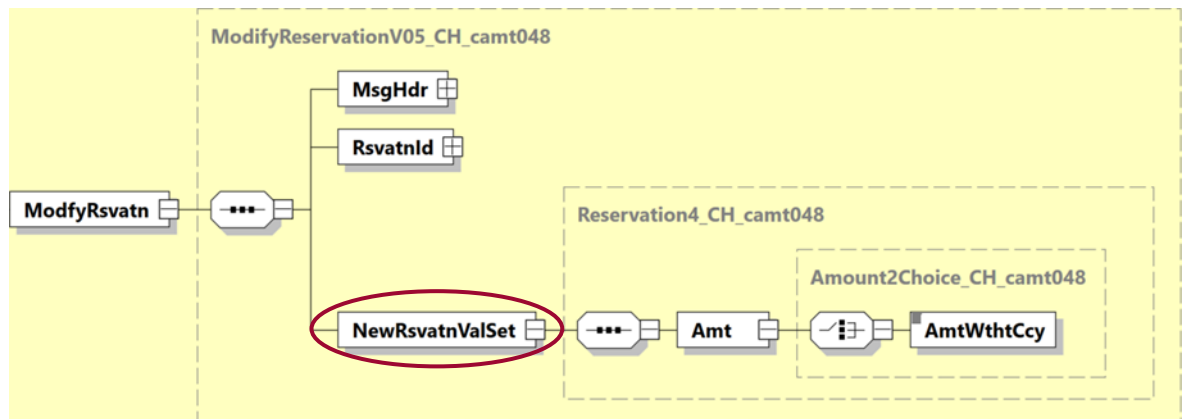 ModifyReservationV05_CH_camt048
MsgHdr
RsvatnId
ModfyRsvatn
Reservation4_CH_camt048
Amount2Choice_CH_camt048
NewRsvatnValSet
Amt
AmtWthtCcy